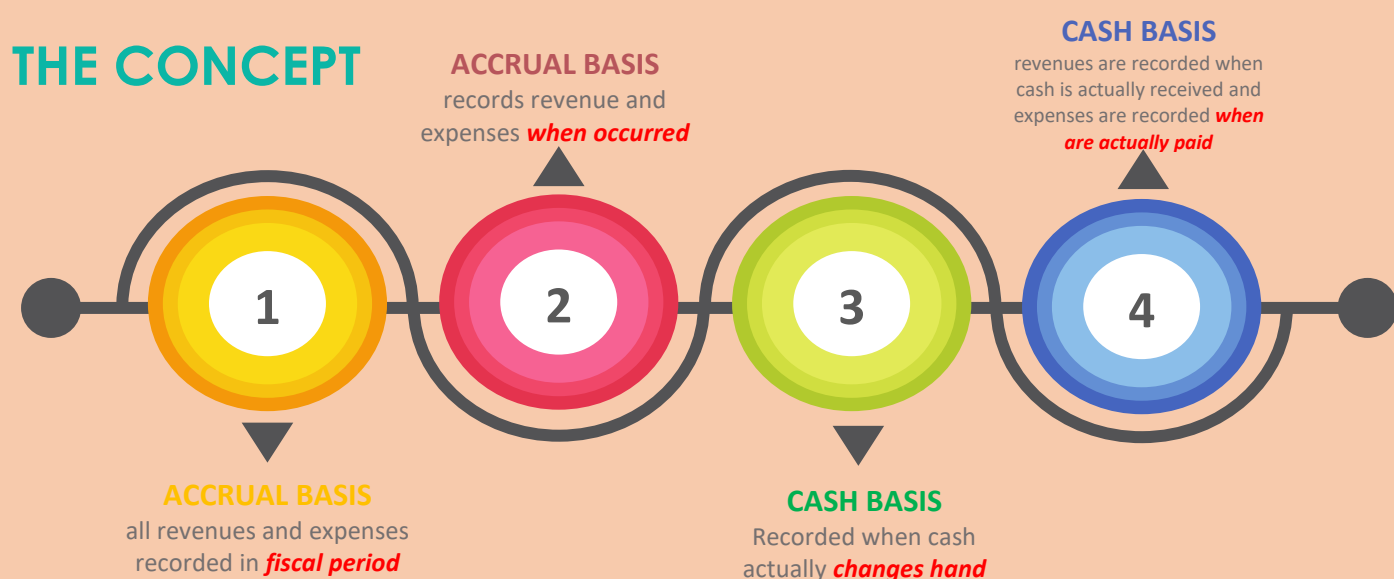 THE CONCEPT
1
ACCRUAL BASIS
all revenues and expenses
recorded in fiscal period
2
ACCRUAL BASIS
records revenue and
expenses when occurred
3
CASH BASIS
Recorded when cash
actually changes hand
4
CASH BASIS
revenues are recorded when
cash is actually received and
expenses are recorded when
are actually paid